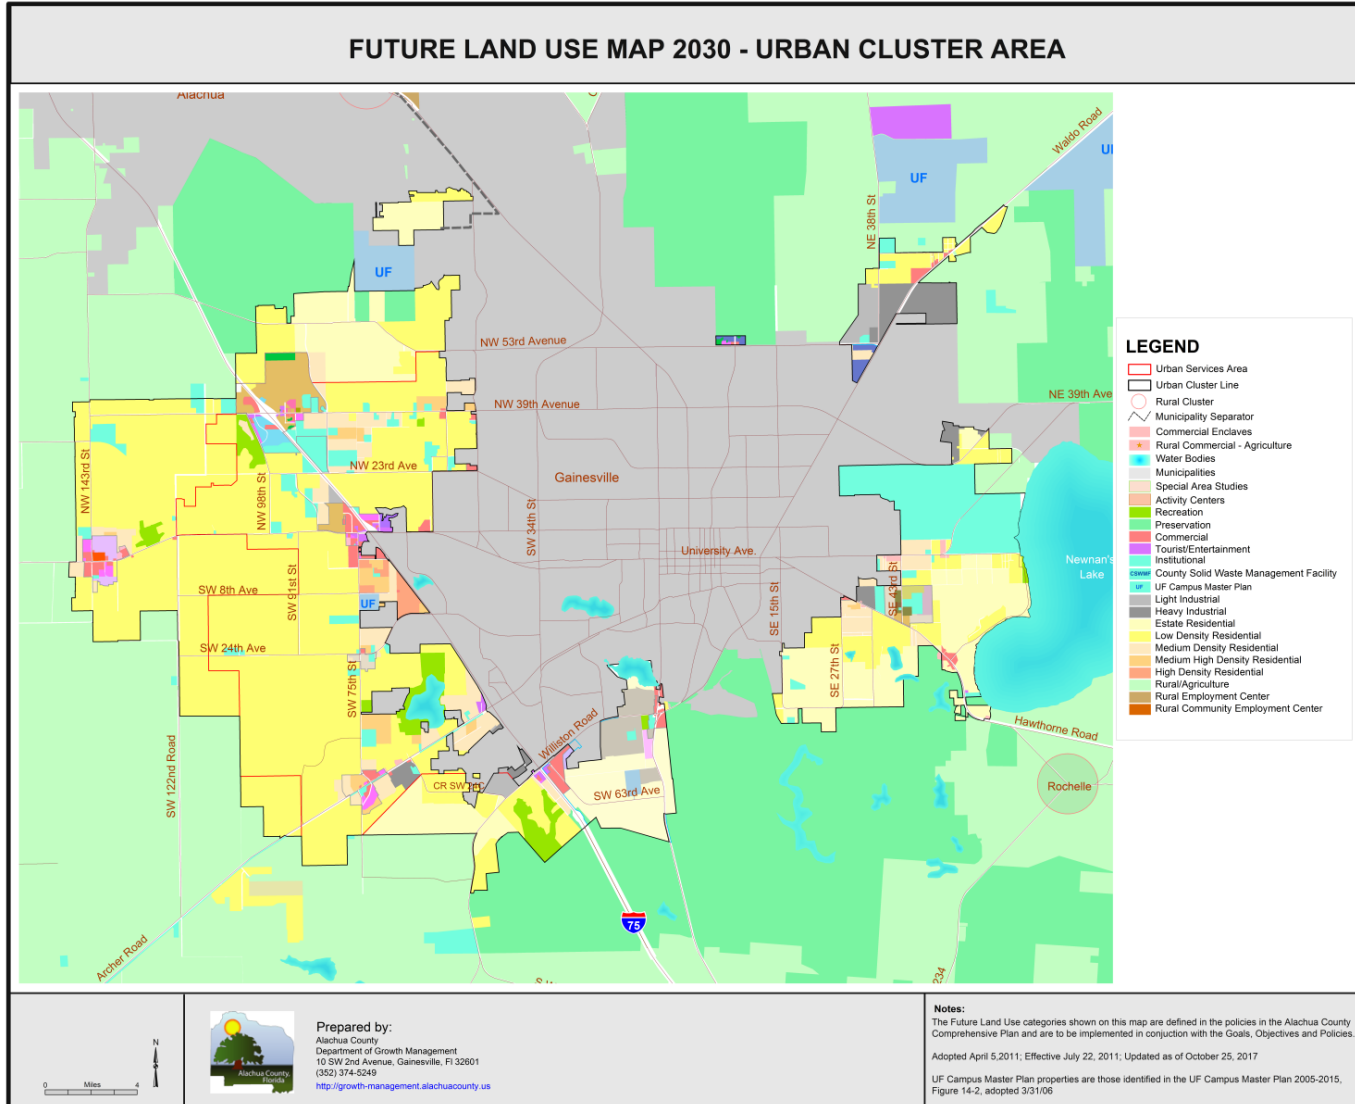 FUTURE LAND USE MAP 2030 - URBAN CLUSTER AREA
Alachua
Waldo Road
UF
UF
NE 38th St
UF
NW 53rd Avenue
NW 39th Avenue
NE 39th Ave
NW 143rd St
NW 98th St
NW 23rd Ave
Gainesville
SW 34th St
University Ave.
Newnan's
Lake
SW 8th Ave
SW 91st St
UF
SE 15th St
SE 43rd St
SW 24th Ave
SW 75th St
SE 27th St
Williston Road
Hawthorne Road
SW 122nd Road
CR SW
SW 63rd Ave
Rochelle
75
Archer Road
234
LEGEND
Urban Services Area
Urban Cluster Line
Rural Cluster
Municipality Separator
Commercial Enclaves
Rural Commercial - Agriculture
Water Bodies
Municipalities
Special Area Studies
Activity Centers
Recreation
Preservation
Commercial
Tourist/Entertainment
Institutional
CSWMF County Solid Waste Management Facility
UF UF Campus Master Plan
Light Industrial
Heavy Industrial
Estate Residential
Low Density Residential
Medium Density Residential
Medium High Density Residential
High Density Residential
Rural/Agriculture
Rural Employment Center
Rural Community Employment Center
N
0 Miles 4
Alachua County,
Florida
Prepared by:
Alachua County
Department of Growth Management
10 SW 2nd Avenue, Gainesville, Fl 32601
(352) 374-5249
http://growth-management.alachuacounty.us
Notes:
The Future Land Use categories shown on this map are defined in the policies in the Alachua County
Comprehensive Plan and are to be implemented in conjuction with the Goals, Objectives and Policies.
Adopted April 5,2011; Effective July 22, 2011; Updated as of October 25, 2017
UF Campus Master Plan properties are those identified in the UF Campus Master Plan 2005-2015,
Figure 14-2, adopted 3/31/06